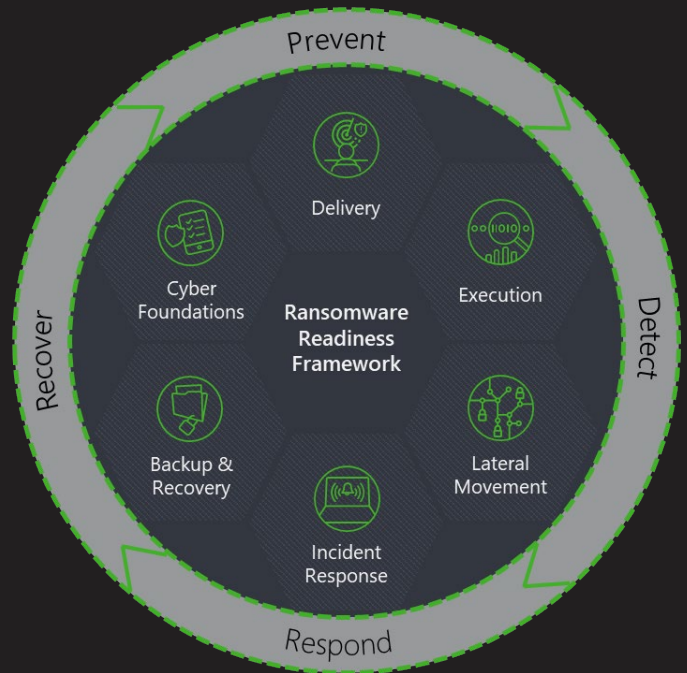 Prevent
Delivery
Cyber
Foundations
Execution
Ransomware
Readiness
Framework
Recover
Detect
Backup &
Recovery
Lateral
Movement
Incident
Response
Respond